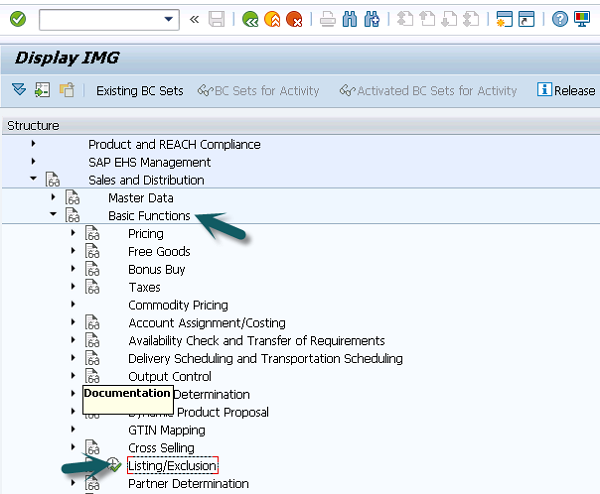 Display IMG
Existing BC Sets BC Sets for Activity Activated BC Sets for Activity Release
Structure
Product and REACH Compliance
SAP EHS Management
Sales and Distribution
Master Data
Basic Functions
Pricing
Free Goods
Bonus Buy
Taxes
Commodity Pricing
Account Assignment/Costing
Availability Check and Transfer of Requirements
Delivery Scheduling and Transportation Scheduling
Output Control
Documentation Determination
Product Proposal
GTIN Mapping
Cross Selling
Listing/Exclusion
Partner Determination